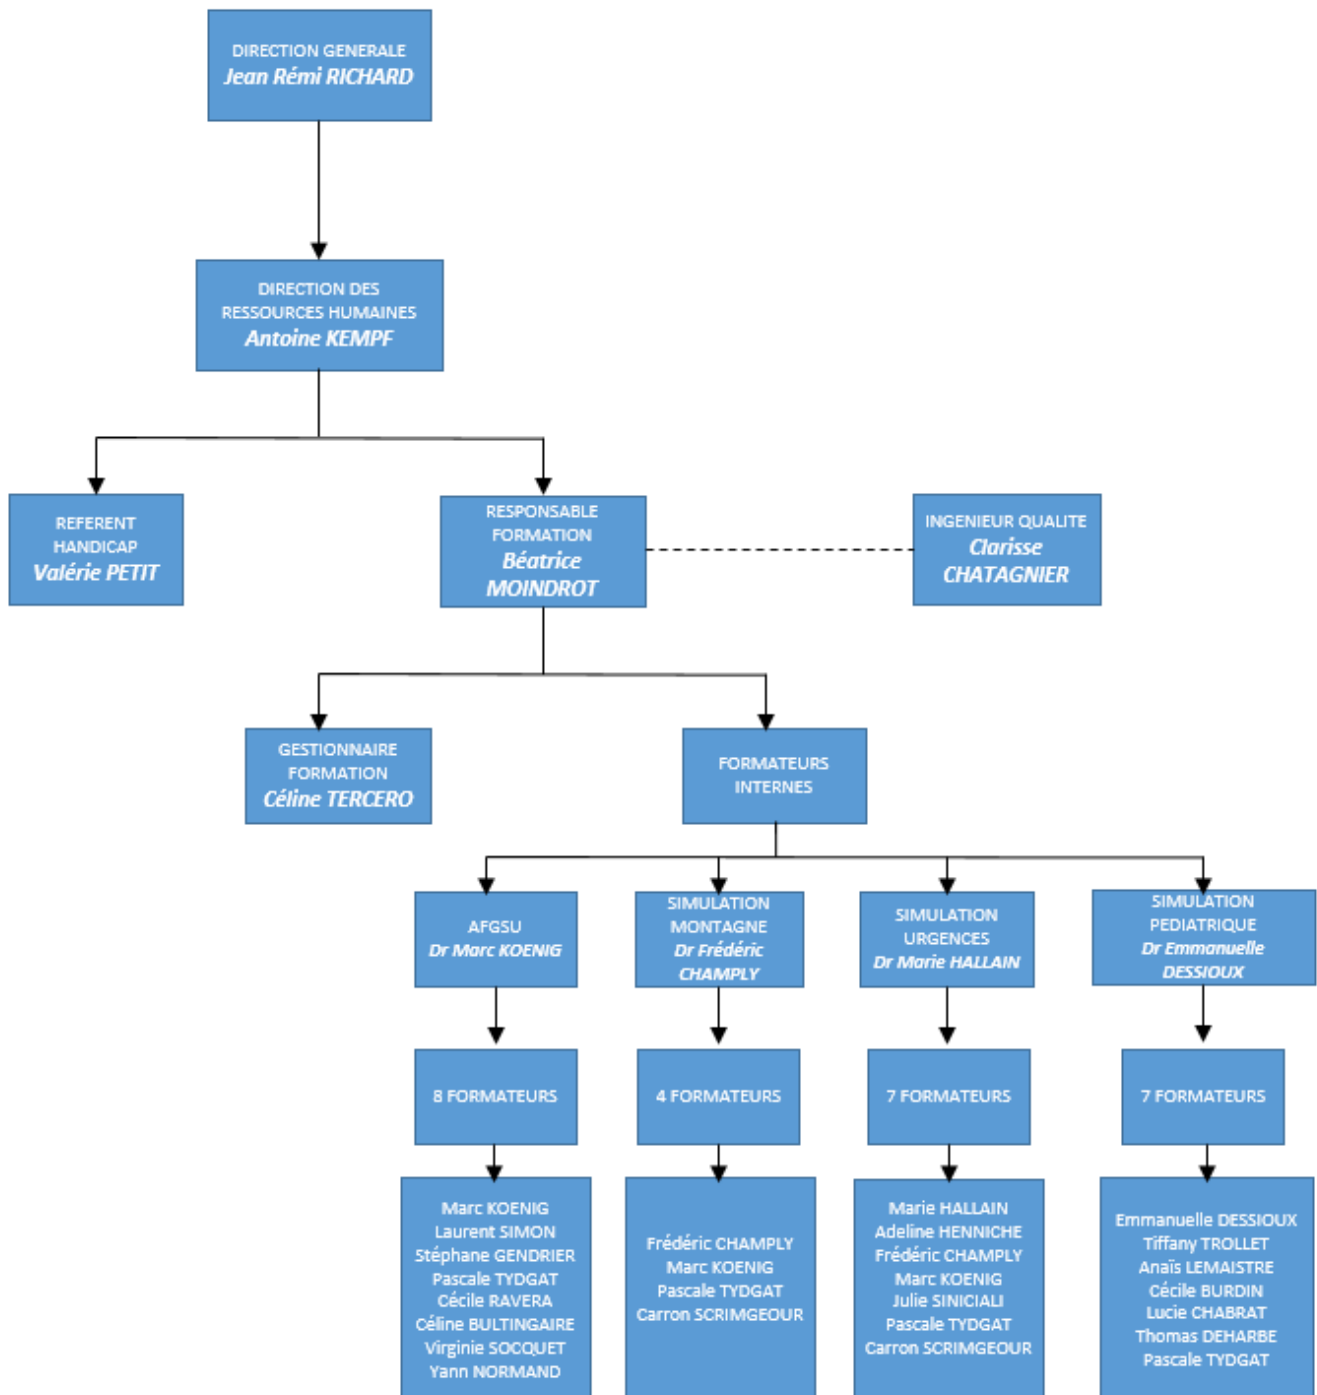 DIRECTION GENERALE
Jean Rémi RICHARD
DIRECTION DES
RESSOURCES HUMAINES
Antoine KEMPF
REFERENT
HANDICAP
Valérie PETIT
RESPONSABLE
FORMATION
Béatrice
MOINDROT
INGENIEUR QUALITE
Clarisse
CHATAGNIER
GESTIONNAIRE
FORMATION
Céline TERCERO
FORMATEURS
INTERNES
AFGSU
Dr Marc KOENIG
SIMULATION
MONTAGNE
Dr Frédéric
CHAMPLY
SIMULATION
URGENCES
Dr Marie HALLAIN
SIMULATION
PEDIATRIQUE
Dr Emmanuelle
DESSIOUX
8 FORMATEURS
4 FORMATEURS
7 FORMATEURS
7 FORMATEURS
Marc KOENIG
Laurent SIMON
Stéphane GENDRIER
Pascale TYDGAT
Cécile RAVERA
Céline BULTINGAIRE
Virginie SOCQUET
Yann NORMAND
Frédéric CHAMPLY
Marc KOENIG
Pascale TYDGAT
Carron SCRIMGEOUR
Marie HALLAIN
Adeline HENNICHE
Frédéric CHAMPLY
Marc KOENIG
Julie SINICIALI
Pascale TYDGAT
Carron SCRIMGEOUR
Emmanuelle DESSIOUX
Tiffany TROLLET
Anaïs LEMAISTRE
Cécile BURDIN
Lucie CHABRAT
Thomas DEHARBE
Pascale TYDGAT